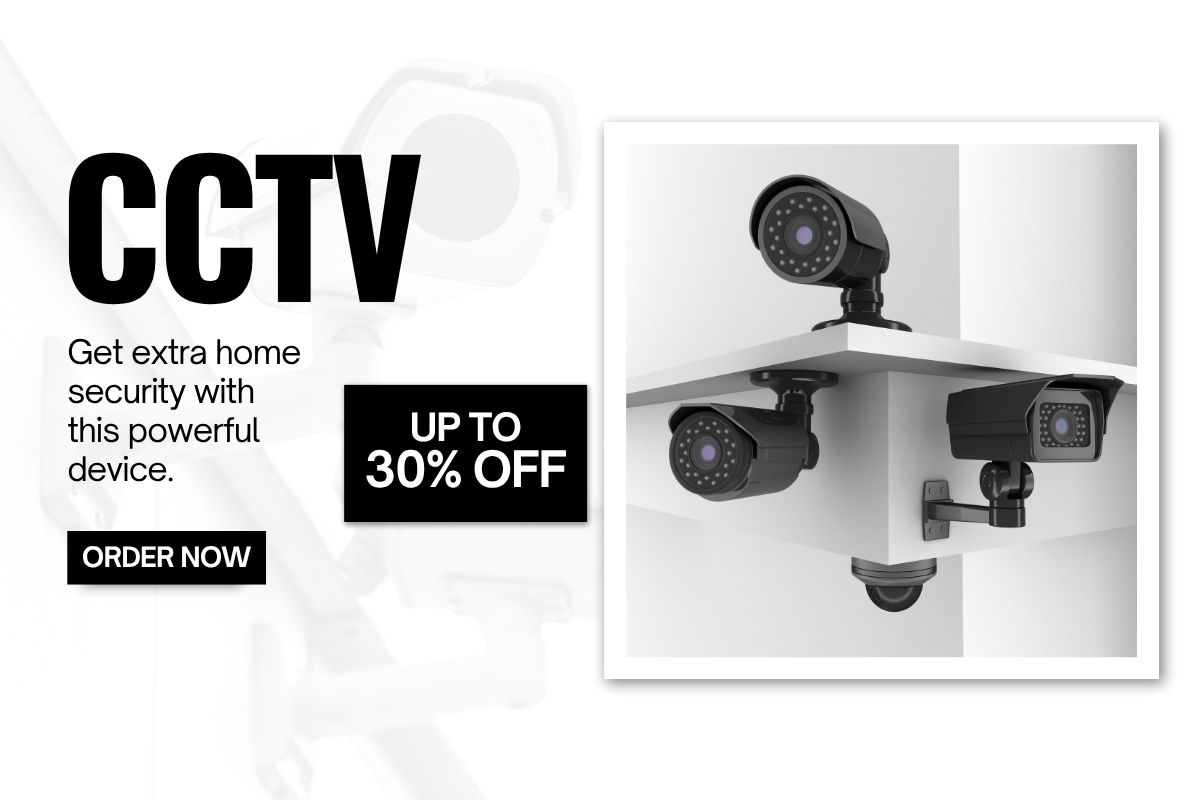 CCTV
Get extra home
security with
this powerful
device.
UP TO
30% OFF
ORDER NOW